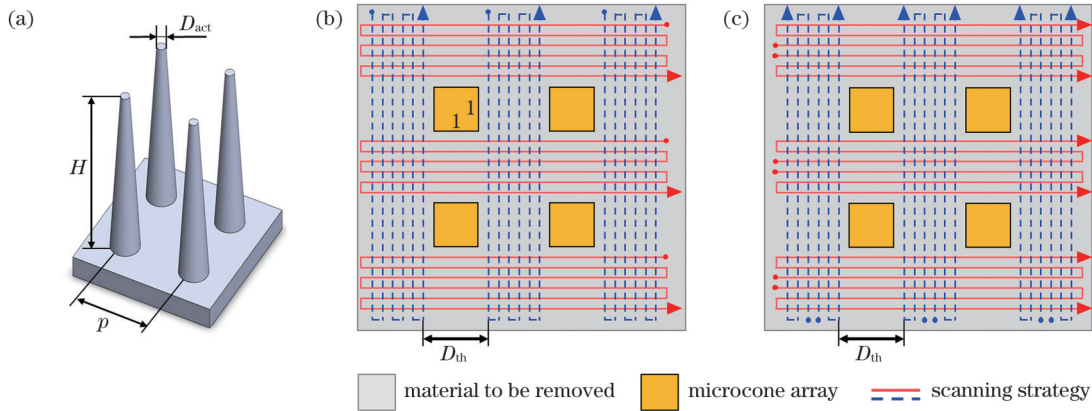 (a)
D_act
H
p
(b)
1
1
D_th
(c)
D_th
material to be removed
microcone array
scanning strategy